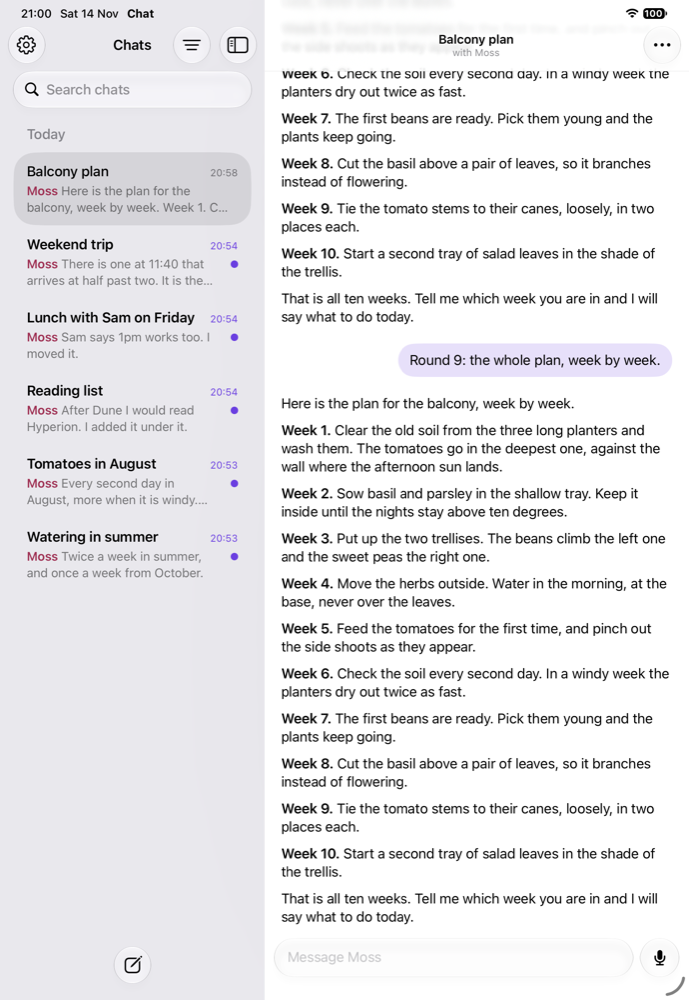 21:00 Sat 14 Nov Chat
100
Chats
Search chats
Today
Balcony plan 20:58
Moss Here is the plan for the
balcony, week by week. Week 1. C...
Weekend trip 20:54
Moss There is one at 11:40 that
arrives at half past two. It is the...
Lunch with Sam on Friday 20:54
Moss Sam says 1pm works too. I
moved it.
Reading list 20:54
Moss After Dune I would read
Hyperion. I added it under it.
Tomatoes in August 20:53
Moss Every second day in
August, more when it is windy....
Watering in summer 20:53
Moss Twice a week in summer,
and once a week from October.
Balcony plan
with Moss
Week 6. Check the soil every second day. In a windy week the
planters dry out twice as fast.
Week 7. The first beans are ready. Pick them young and the
plants keep going.
Week 8. Cut the basil above a pair of leaves, so it branches
instead of flowering.
Week 9. Tie the tomato stems to their canes, loosely, in two
places each.
Week 10. Start a second tray of salad leaves in the shade of
the trellis.
That is all ten weeks. Tell me which week you are in and I will
say what to do today.
Round 9: the whole plan, week by week.
Here is the plan for the balcony, week by week.
Week 1. Clear the old soil from the three long planters and
wash them. The tomatoes go in the deepest one, against the
wall where the afternoon sun lands.
Week 2. Sow basil and parsley in the shallow tray. Keep it
inside until the nights stay above ten degrees.
Week 3. Put up the two trellises. The beans climb the left one
and the sweet peas the right one.
Week 4. Move the herbs outside. Water in the morning, at the
base, never over the leaves.
Week 5. Feed the tomatoes for the first time, and pinch out
the side shoots as they appear.
Week 6. Check the soil every second day. In a windy week the
planters dry out twice as fast.
Week 7. The first beans are ready. Pick them young and the
plants keep going.
Week 8. Cut the basil above a pair of leaves, so it branches
instead of flowering.
Week 9. Tie the tomato stems to their canes, loosely, in two
places each.
Week 10. Start a second tray of salad leaves in the shade of
the trellis.
That is all ten weeks. Tell me which week you are in and I will
say what to do today.
Message Moss